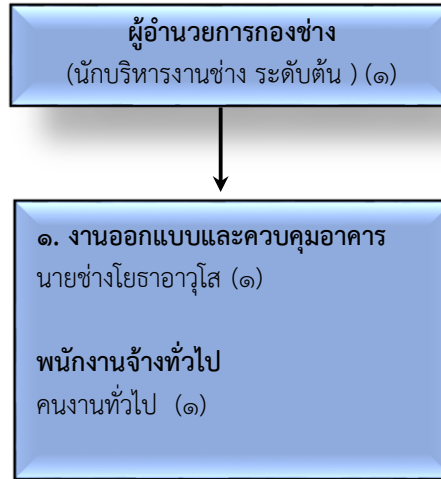 ผู้อำนวยการกองช่าง
(นักบริหารงานช่าง ระดับต้น ) (๑)
๑. งานออกแบบและควบคุมอาคาร
นายช่างโยธาอาวุโส (๑)
พนักงานจ้างทั่วไป
คนงานทั่วไป (๑)